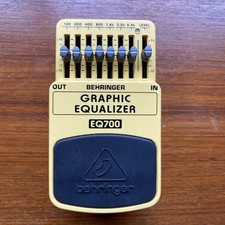 100 200 400 800 1.6k 3.2k 6.4k LEVEL
OUT BEHRINGER IN
GRAPHIC
EQUALIZER
EQ700
behringer